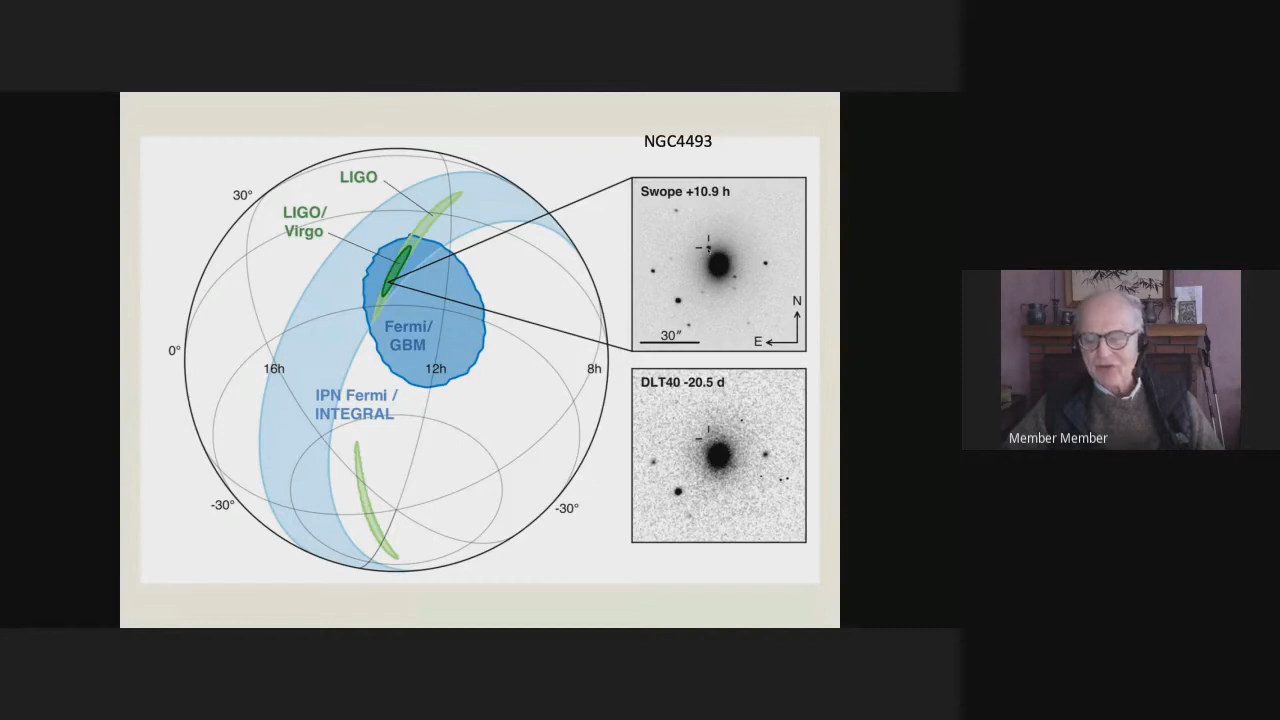 NGC4493
LIGO
30°
LIGO/
Virgo
Fermi/
GBM
0°
16h
12h
8h
IPN Fermi /
INTEGRAL
-30°
-30°
Swope +10.9 h
N
30″
E
DLT40 -20.5 d
Member Member